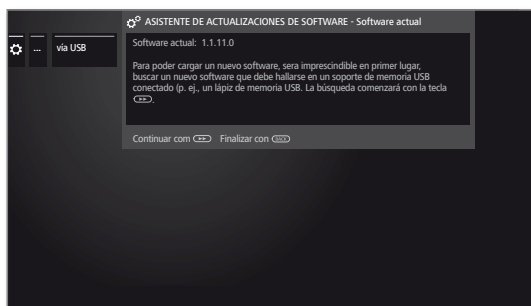 ASISTENTE DE ACTUALIZACIONES DE SOFTWARE - Software actual
... vía USB
Software actual: 1.1.11.0
Para poder cargar un nuevo software, sera imprescindible en primer lugar,
buscar un nuevo software que debe hallarse en un soporte de memoria USB
conectado (p. ej., un lápiz de memoria USB. La búsqueda comenzará con la tecla
.
Continuar com Finalizar con BACK